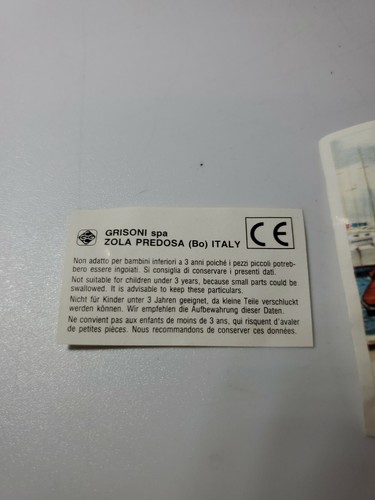 GRISONI spa
ZOLA PREDOSA (Bo) ITALY
CE
Non adatto per bambini inferiori a 3 anni poiché i pezzi piccoli potreb-
bero essere ingoiati. Si consiglia di conservare i presenti dati.
Not suitable for children under 3 years, because small parts could be
swallowed. It is advisable to keep these particulars.
Nicht für Kinder unter 3 Jahren geeignet, da kleine Teile verschluckt
werden können. Wir empfehlen die Aufbewahrung dieser Daten.
Ne convient pas aux enfants de moins de 3 ans, qui risquent d'avaler
de petites pièces. Nous recommandons de conserver ces données.